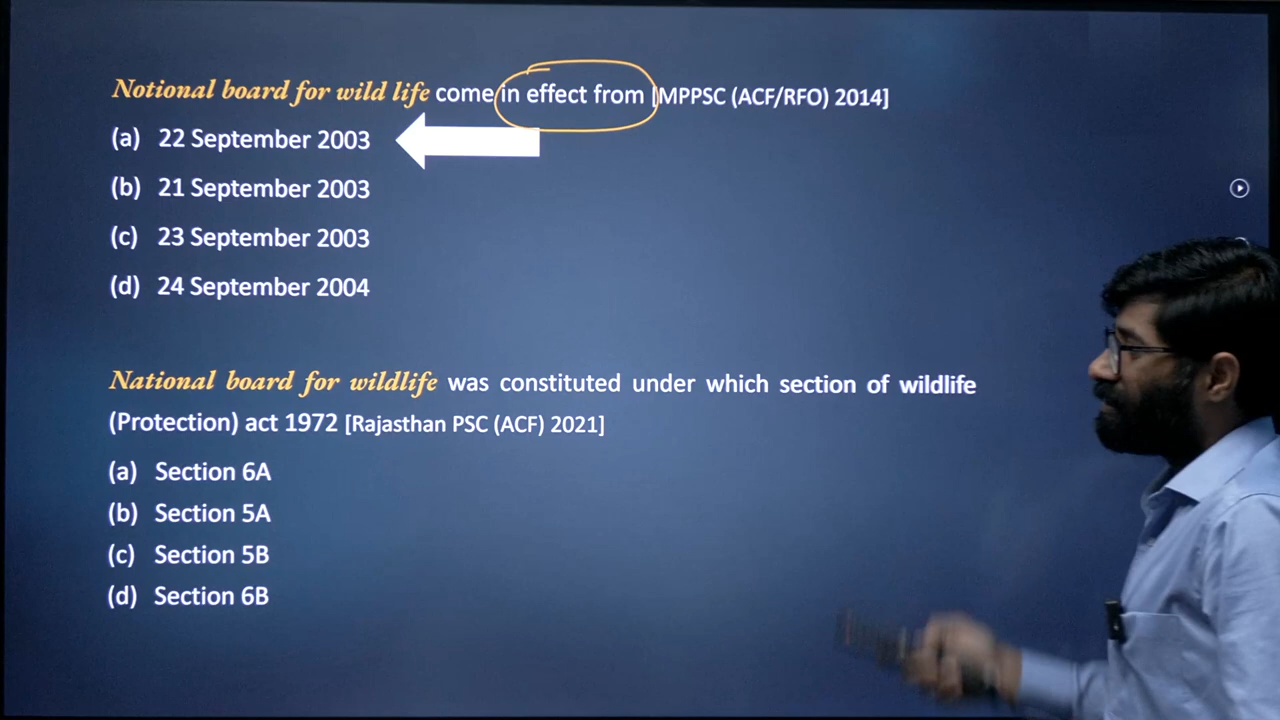 Notional board for wild life come in effect from [MPPSC (ACF/RFO) 2014]
(a) 22 September 2003
(b) 21 September 2003
(c) 23 September 2003
(d) 24 September 2004
National board for wildlife was constituted under which section of wildlife
(Protection) act 1972 [Rajasthan PSC (ACF) 2021]
(a) Section 6A
(b) Section 5A
(c) Section 5B
(d) Section 6B